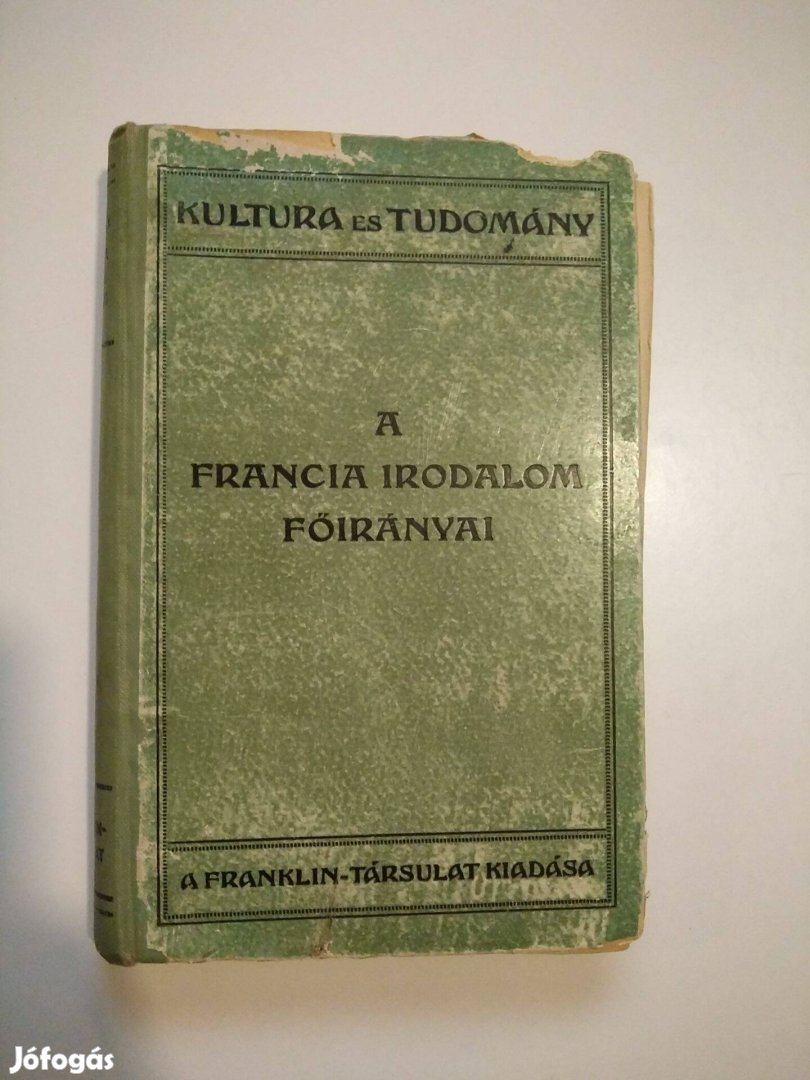 KULTURA ES TUDOMÁNY
A
FRANCIA IRODALOM
FŐIRÁNYAI
A FRANKLIN-TÁRSULAT KIADÁSA
Jófogás